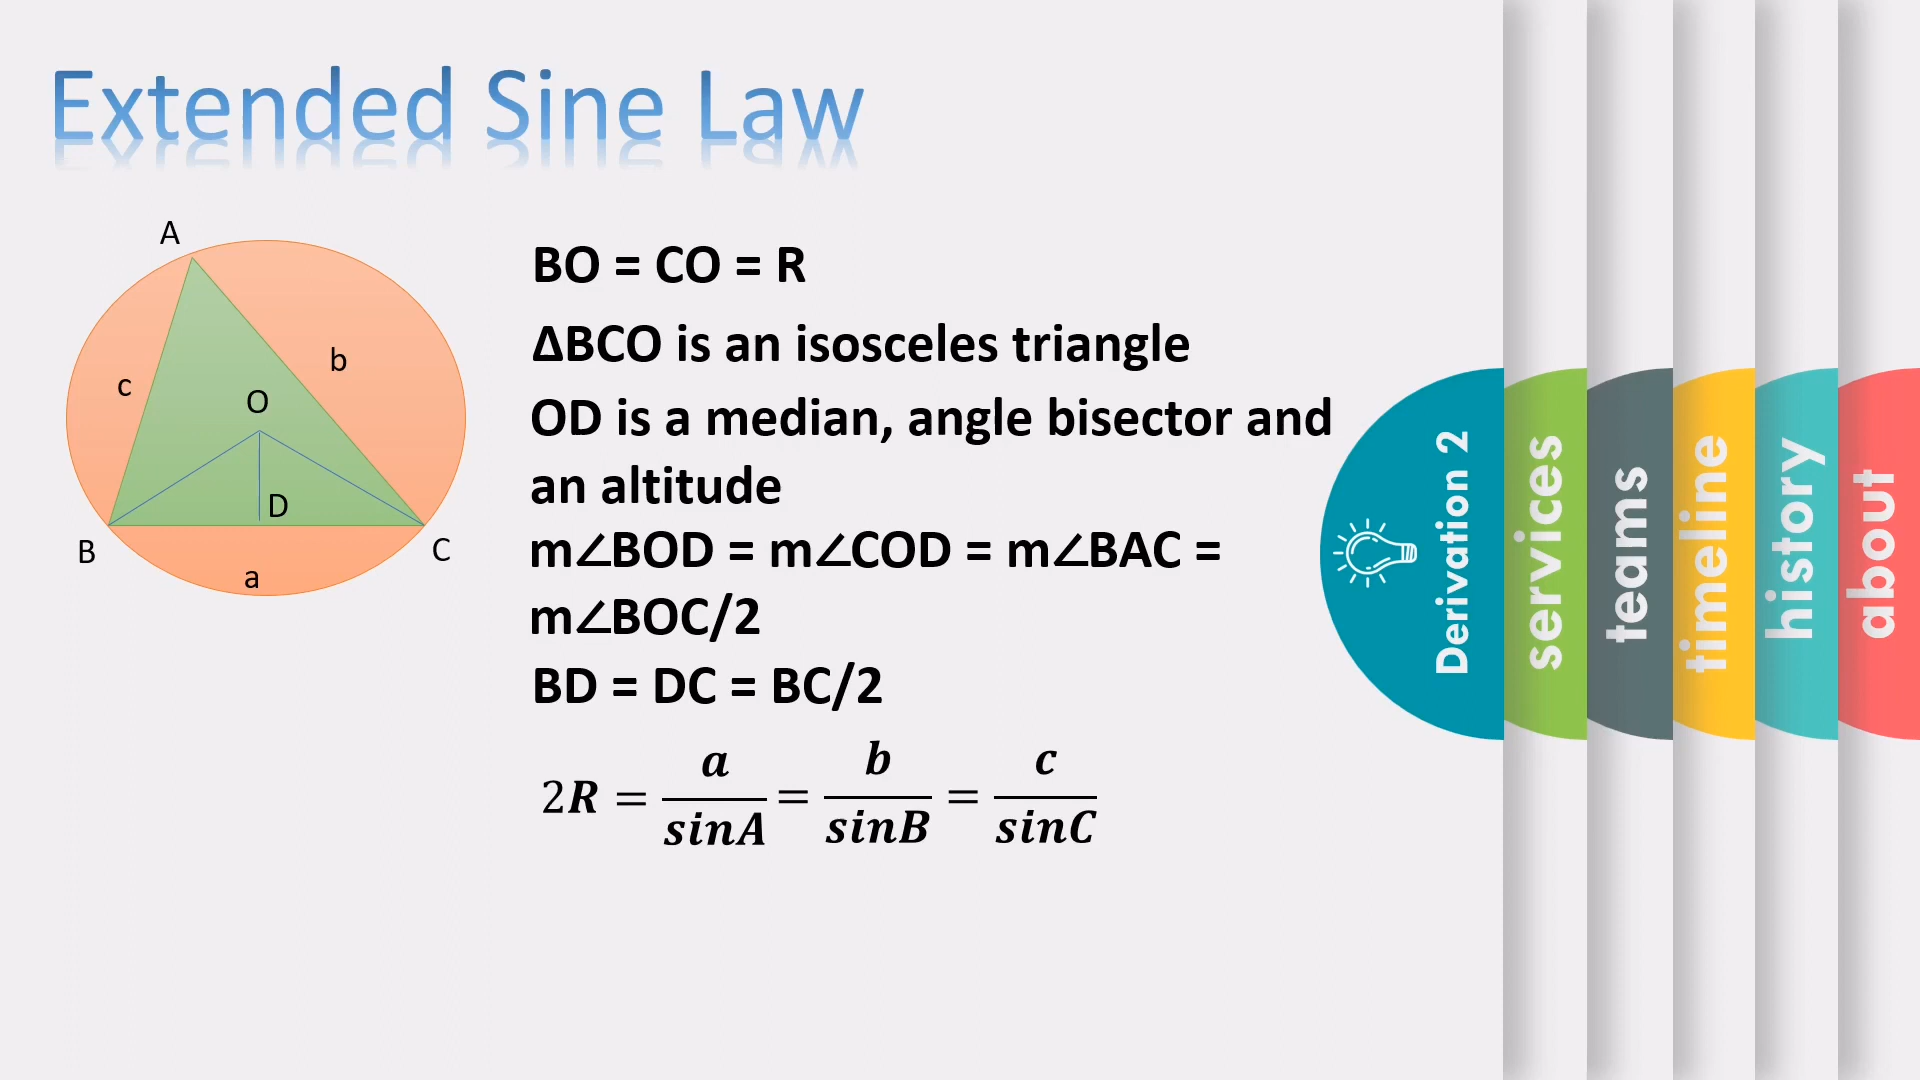 Extended Sine Law
A
b
c
O
D
B
C
a
BO = CO = R
ΔBCO is an isosceles triangle
OD is a median, angle bisector and
an altitude
m∠BOD = m∠COD = m∠BAC =
m∠BOC/2
BD = DC = BC/2
2R = a/sinA = b/sinB = c/sinC
Derivation 2
services
teams
timeline
history
about